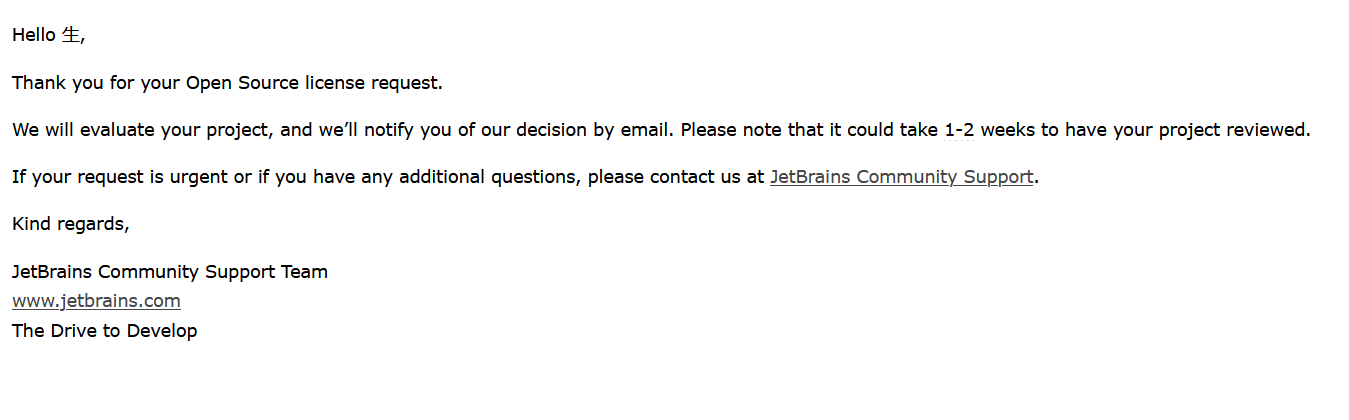 Hello 生,
Thank you for your Open Source license request.
We will evaluate your project, and we’ll notify you of our decision by email. Please note that it could take 1-2 weeks to have your project reviewed.
If your request is urgent or if you have any additional questions, please contact us at JetBrains Community Support.
Kind regards,
JetBrains Community Support Team
www.jetbrains.com
The Drive to Develop